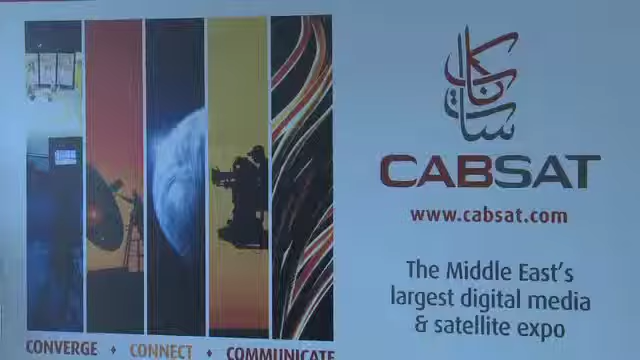 كابسات
CABSAT
www.cabsat.com
The Middle East's
largest digital media
& satellite expo
CONVERGE ♦ CONNECT ♦ COMMUNICATE